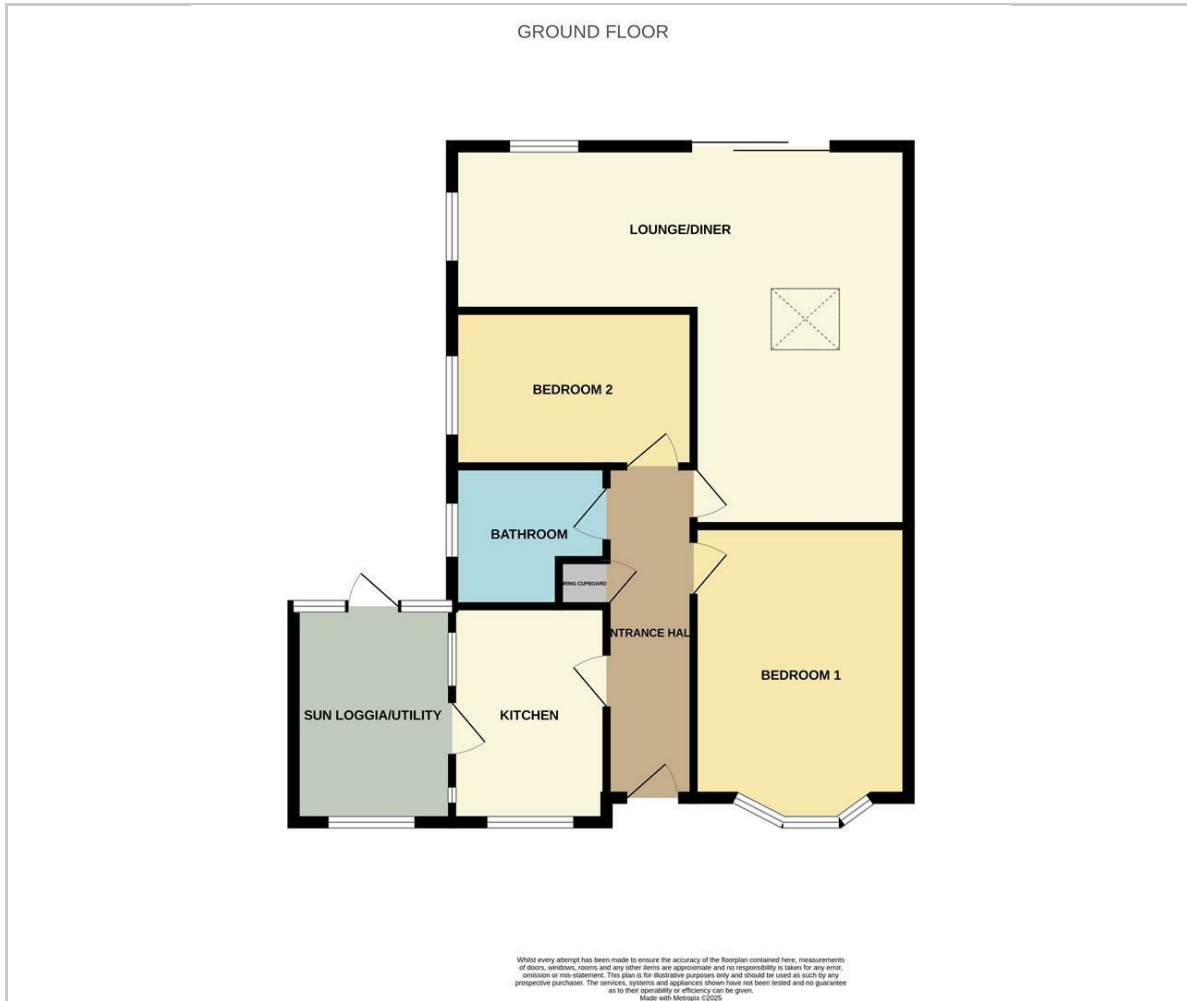 GROUND FLOOR
LOUNGE/DINER
BEDROOM 2
BATHROOM
RING CUPBOARD
NTRANCE HAL
BEDROOM 1
SUN LOGGIA/UTILITY
KITCHEN
Whilst every attempt has been made to ensure the accuracy of the floorplan contained here, measurements
of doors, windows, rooms and any other items are approximate and no responsibility is taken for any error,
omission or mis-statement. This plan is for illustrative purposes only and should be used as such by any
prospective purchaser. The services, systems and appliances shown have not been tested and no guarantee
as to their operability or efficiency can be given.
Made with Metropix ©2025